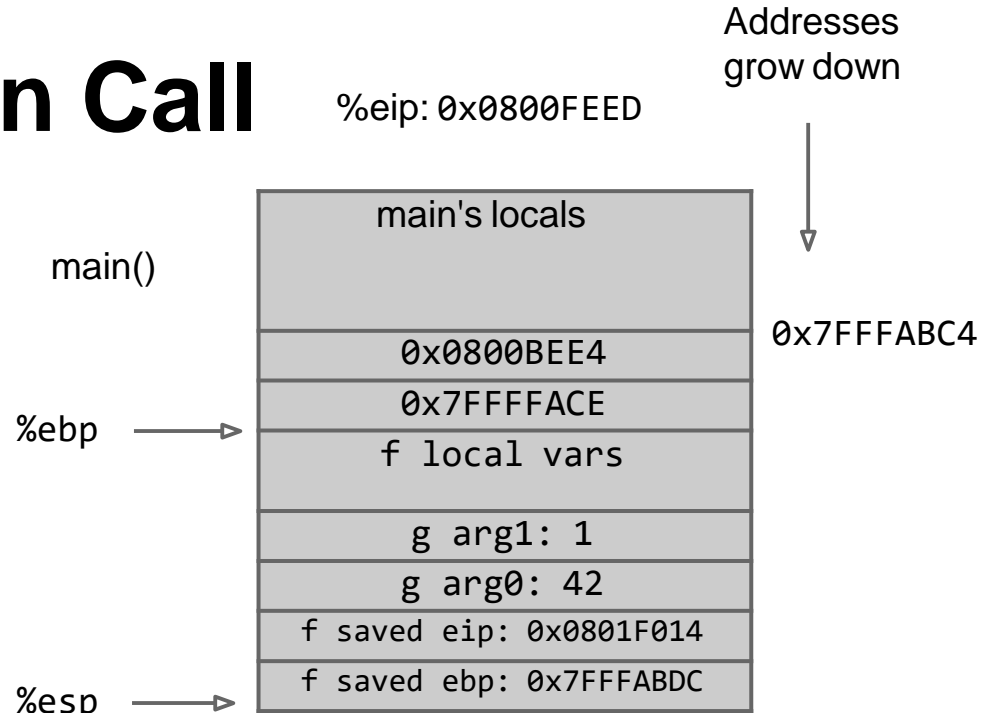 Addresses
grow down
n Call
%eip: 0x0800FEED
main's locals
main()
0x7FFFABC4
0x0800BEE4
0x7FFFFACE
%ebp
f local vars
g arg1: 1
g arg0: 42
f saved eip: 0x0801F014
f saved ebp: 0x7FFFABDC
%esp